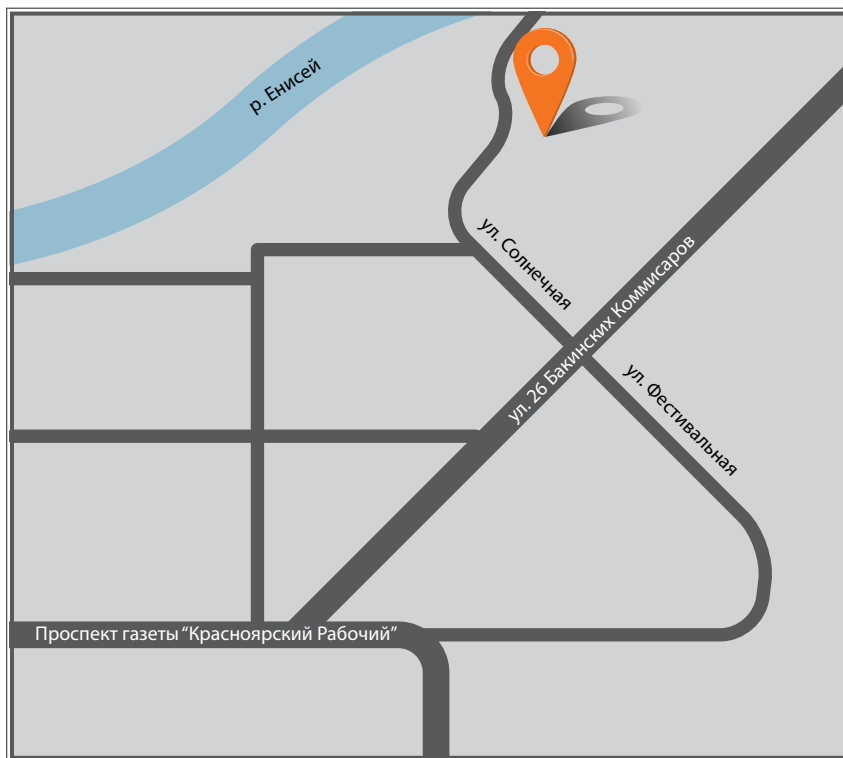 р. Енисей
ул. Солнечная
ул. 26 Бакинских Коммисаров
ул. Фестивальная
Проспект газеты “Красноярский Рабочий”